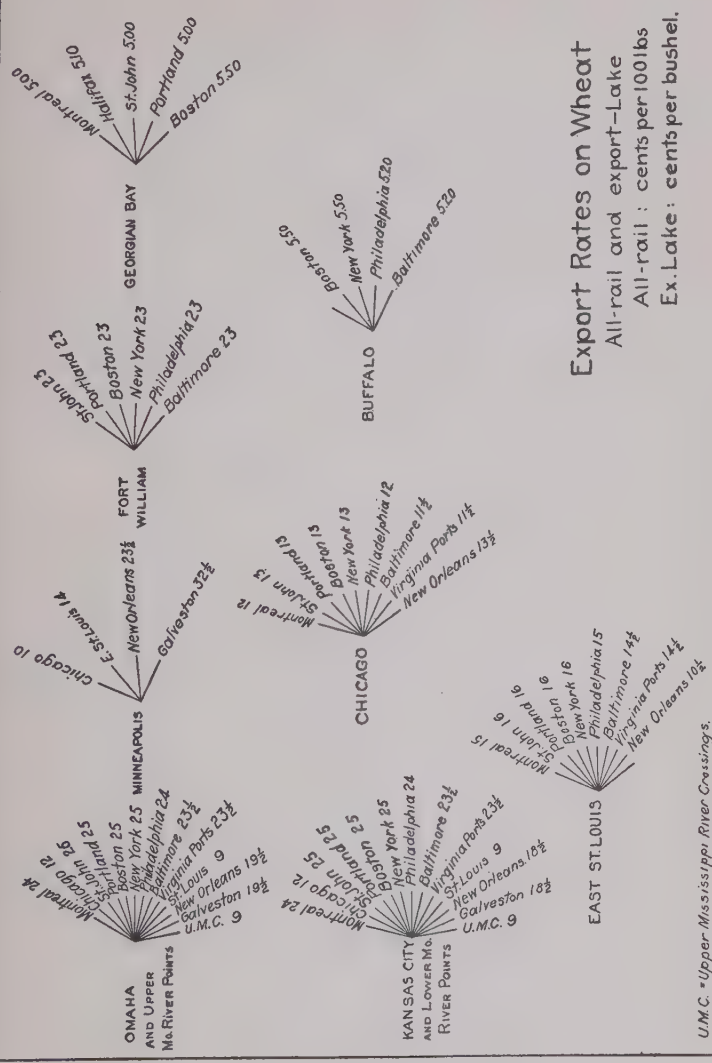 OMAHA
AND UPPER
MO. RIVER POINTS
Montreal 24
Chicago 12
St. John 25
Portland 25
Boston 25
New York 25
Philadelphia 24
Baltimore 23½
Virginia Ports 23½
St. Louis 9
New Orleans 19½
Galveston 19½
U.M.C. 9
MINNEAPOLIS
Chicago 10
E. St. Louis 14
New Orleans 23½
Galveston 32½
FORT
WILLIAM
St. John 23
Portland 23
Boston 23
New York 23
Philadelphia 23
Baltimore 23
GEORGIAN BAY
Montreal 5.00
Halifax 5.10
St. John 5.00
Portland 5.00
Boston 5.50
KANSAS CITY
AND LOWER MO.
RIVER POINTS
Montreal 24
Chicago 12
St. John 25
Portland 25
Boston 25
New York 25
Philadelphia 24
Baltimore 23½
Virginia Ports 23½
St. Louis 9
New Orleans 18½
Galveston 18½
U.M.C. 9
CHICAGO
Montreal 12
St. John 13
Portland 13
Boston 13
New York 13
Philadelphia 12
Baltimore 11½
Virginia Ports 11½
New Orleans 13½
BUFFALO
Boston 5.50
New York 5.50
Philadelphia 5.20
Baltimore 5.20
EAST ST. LOUIS
Montreal 15
St. John 16
Portland 16
Boston 16
New York 16
Philadelphia 15
Baltimore 14½
Virginia Ports 14½
New Orleans 10½
Export Rates on Wheat
All-rail and export-Lake
All-rail : cents per 100 lbs
Ex. Lake : cents per bushel.
U.M.C. = Upper Mississippi River Crossings.